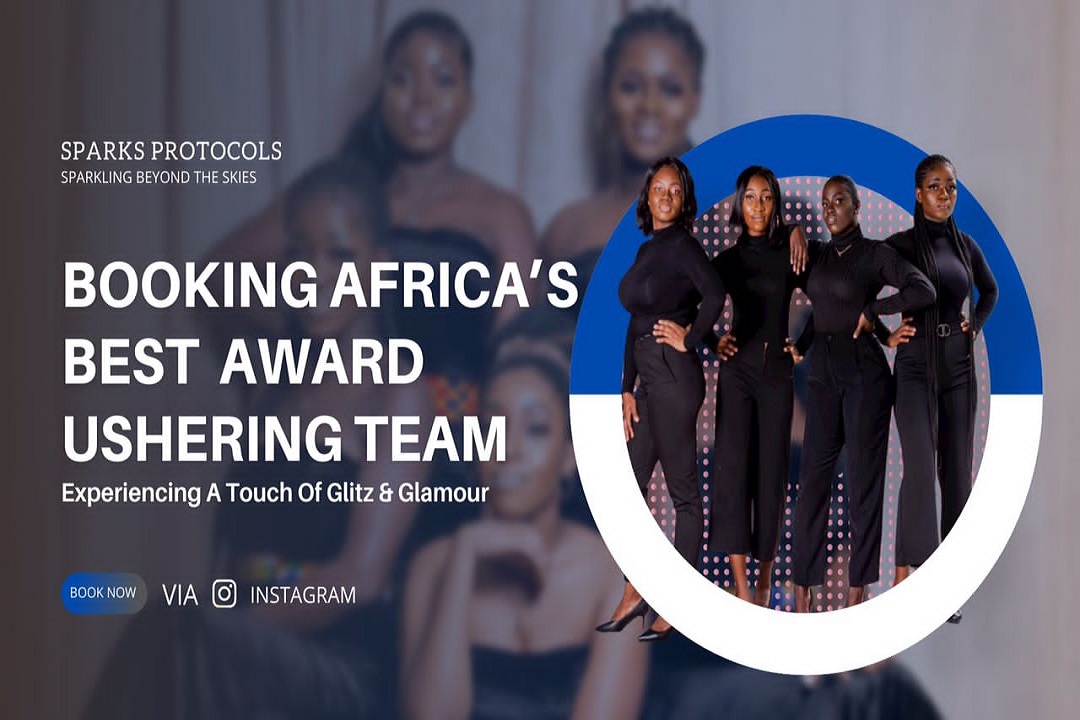 SPARKS PROTOCOLS
SPARKLING BEYOND THE SKIES
BOOKING AFRICA’S
BEST AWARD
USHERING TEAM
Experiencing A Touch Of Glitz & Glamour
BOOK NOW VIA INSTAGRAM